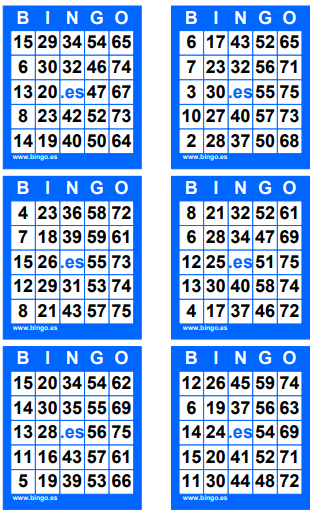 B I N G O
15 29 34 54 65
6 30 32 46 74
13 20 .es 47 67
8 23 42 52 73
14 19 40 50 64
www.bingo.es
B I N G O
6 17 43 52 65
7 23 32 56 71
3 30 .es 55 75
10 27 40 57 73
2 28 37 50 68
www.bingo.es
B I N G O
4 23 36 58 72
7 18 39 59 61
15 26 .es 55 73
12 29 31 53 74
8 21 43 57 75
www.bingo.es
B I N G O
8 21 32 52 61
6 28 34 47 69
12 25 .es 51 75
13 30 40 58 74
4 17 37 46 72
www.bingo.es
B I N G O
15 20 34 54 62
14 30 35 55 69
13 28 .es 56 75
11 16 43 57 61
5 19 39 53 66
www.bingo.es
B I N G O
12 26 45 59 74
6 19 37 56 63
14 24 .es 54 69
15 20 41 52 71
11 30 44 48 72
www.bingo.es